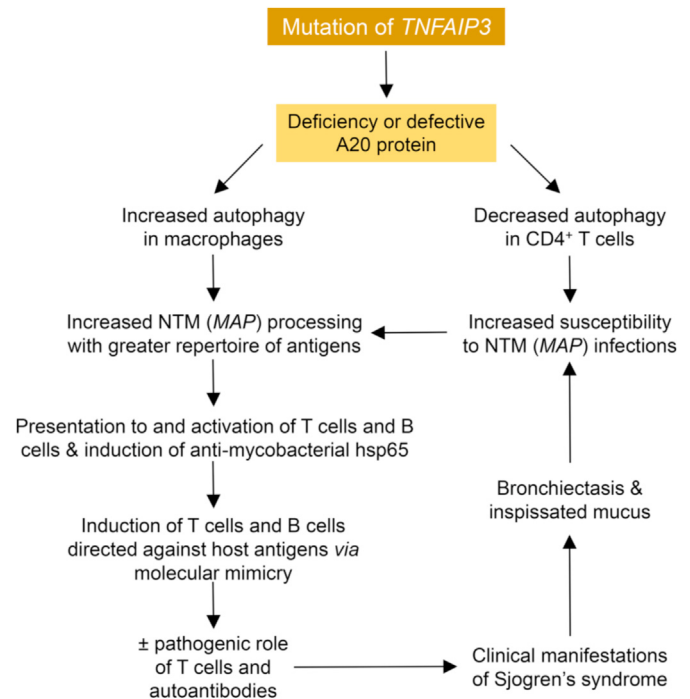 Mutation of TNFAIP3
Deficiency or defective
A20 protein
Increased autophagy
in macrophages
Decreased autophagy
in CD4⁺ T cells
Increased NTM (MAP) processing
with greater repertoire of antigens
Increased susceptibility
to NTM (MAP) infections
Presentation to and activation of T cells and B
cells & induction of anti-mycobacterial hsp65
Bronchiectasis &
inspissated mucus
Induction of T cells and B cells
directed against host antigens via
molecular mimicry
± pathogenic role
of T cells and
autoantibodies
Clinical manifestations
of Sjogren's syndrome